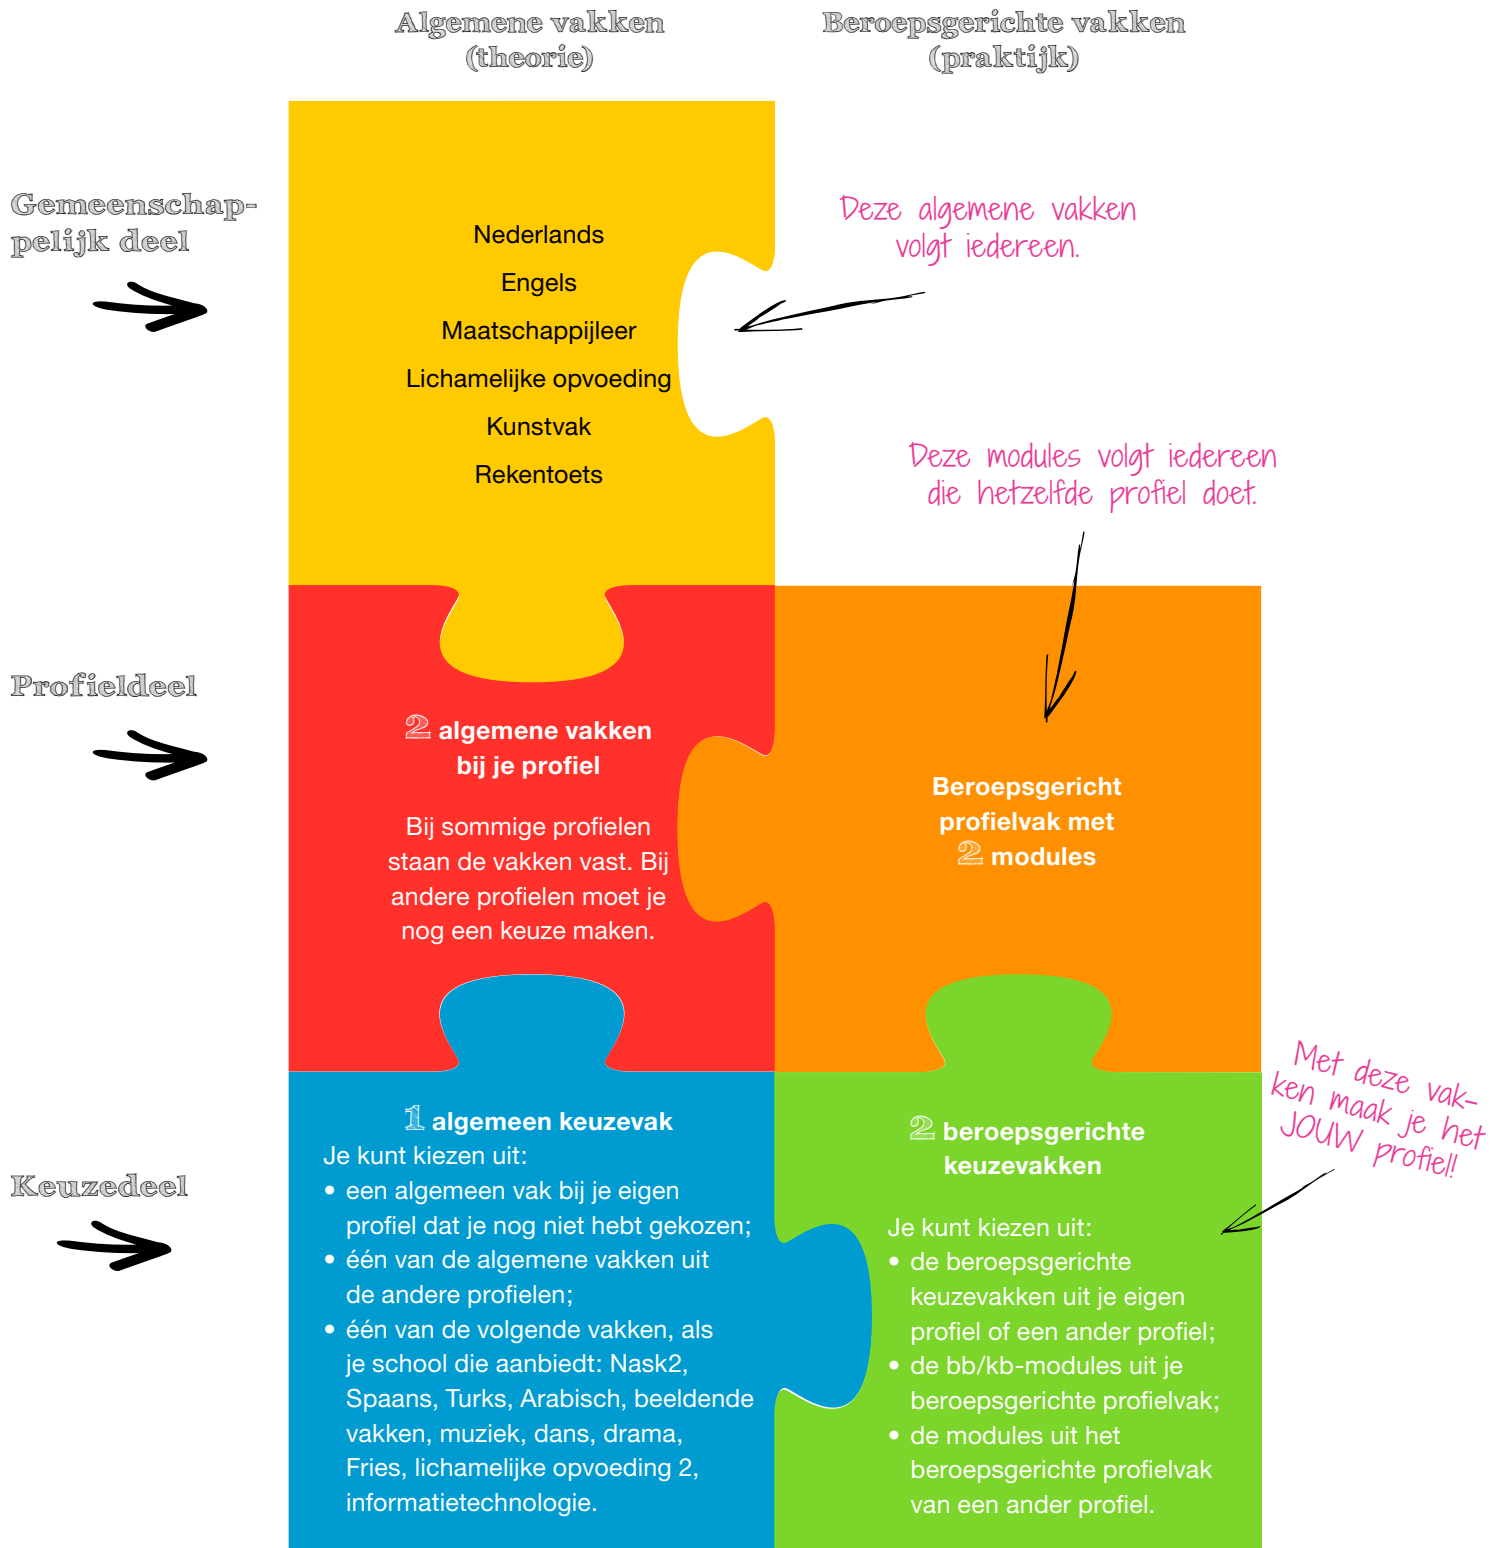 Algemene vakken
(theorie)
Beroepsgerichte vakken
(praktijk)
Gemeenschap-
pelijk deel
Nederlands
Engels
Maatschappijleer
Lichamelijke opvoeding
Kunstvak
Rekentoets
Deze algemene vakken
volgt iedereen.
Deze modules volgt iedereen
die hetzelfde profiel doet.
Profieldeel
2 algemene vakken
bij je profiel
Bij sommige profielen
staan de vakken vast. Bij
andere profielen moet je
nog een keuze maken.
Beroepsgericht
profielvak met
2 modules
Keuzedeel
1 algemeen keuzevak
Je kunt kiezen uit:
• een algemeen vak bij je eigen
profiel dat je nog niet hebt gekozen;
• één van de algemene vakken uit
de andere profielen;
• één van de volgende vakken, als
je school die aanbiedt: Nask2,
Spaans, Turks, Arabisch, beeldende
vakken, muziek, dans, drama,
Fries, lichamelijke opvoeding 2,
informatietechnologie.
2 beroepsgerichte
keuzevakken
Je kunt kiezen uit:
• de beroepsgerichte
keuzevakken uit je eigen
profiel of een ander profiel;
• de bb/kb-modules uit je
beroepsgerichte profielvak;
• de modules uit het
beroepsgerichte profielvak
van een ander profiel.
Met deze vak-
ken maak je het
JOUW profiel!